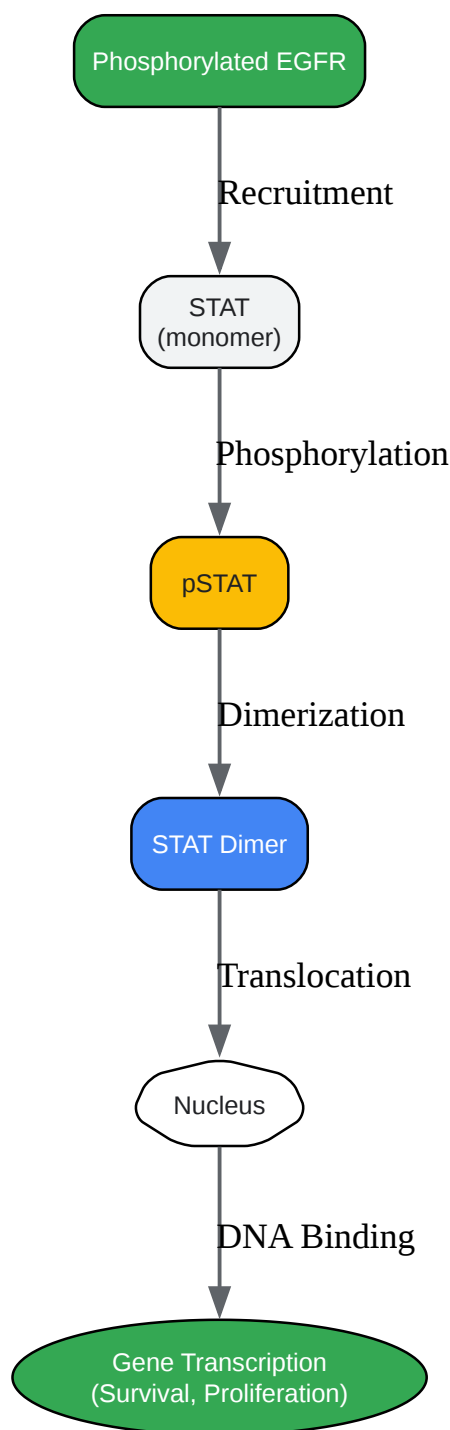 Phosphorylated EGFR
Recruitment
STAT
(monomer)
Phosphorylation
pSTAT
Dimerization
STAT Dimer
Translocation
Nucleus
DNA Binding
Gene Transcription
(Survival, Proliferation)